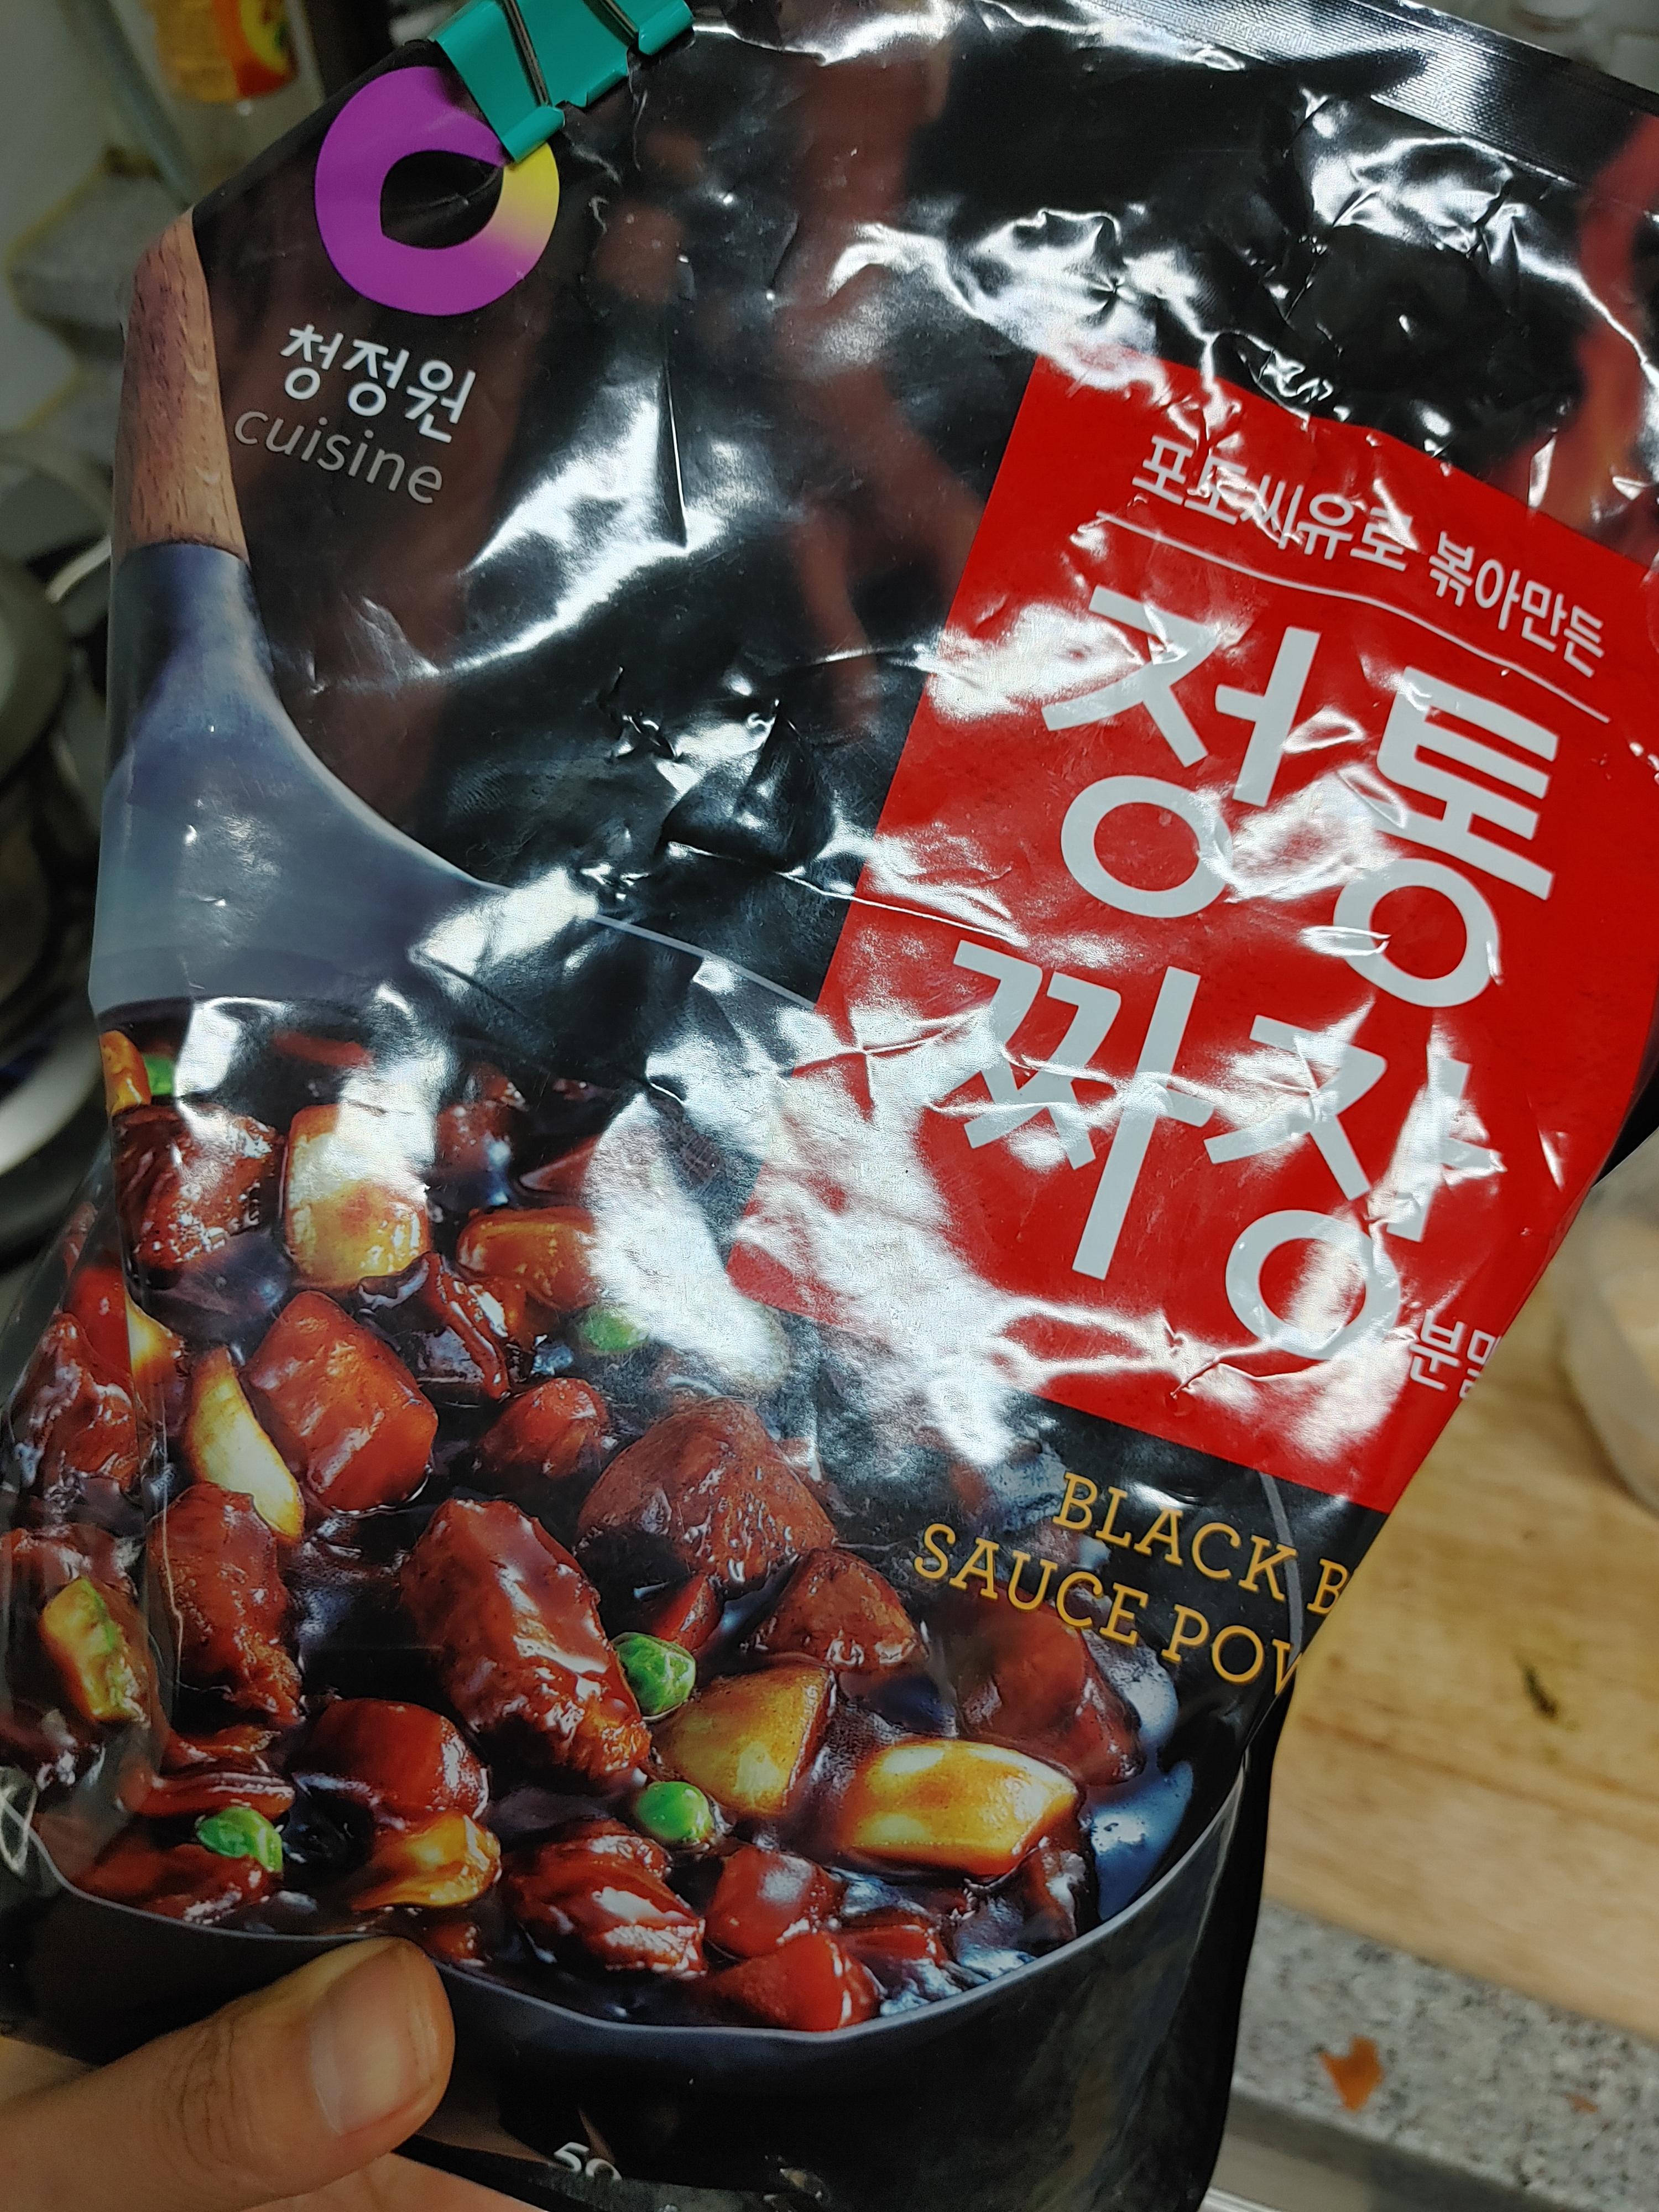 청정원
cuisine
포도씨유로 볶아만든
정통
짜장
BLACK
SAUCE